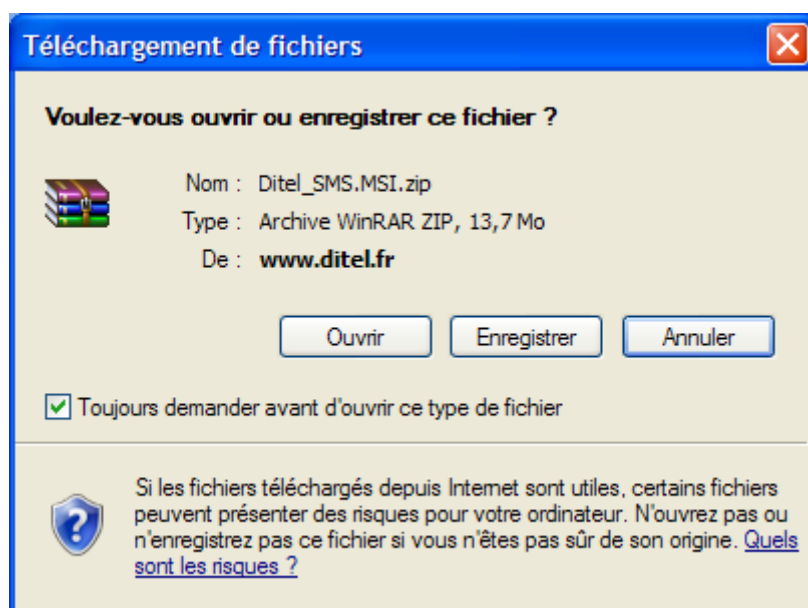 Téléchargement de fichiers
Voulez-vous ouvrir ou enregistrer ce fichier ?
Nom : Ditel_SMS.MSI.zip
Type : Archive WinRAR ZIP, 13,7 Mo
De : www.ditel.fr
Ouvrir Enregistrer Annuler
Toujours demander avant d'ouvrir ce type de fichier
Si les fichiers téléchargés depuis Internet sont utiles, certains fichiers
peuvent présenter des risques pour votre ordinateur. N'ouvrez pas ou
n'enregistrez pas ce fichier si vous n'êtes pas sûr de son origine. Quels
sont les risques ?